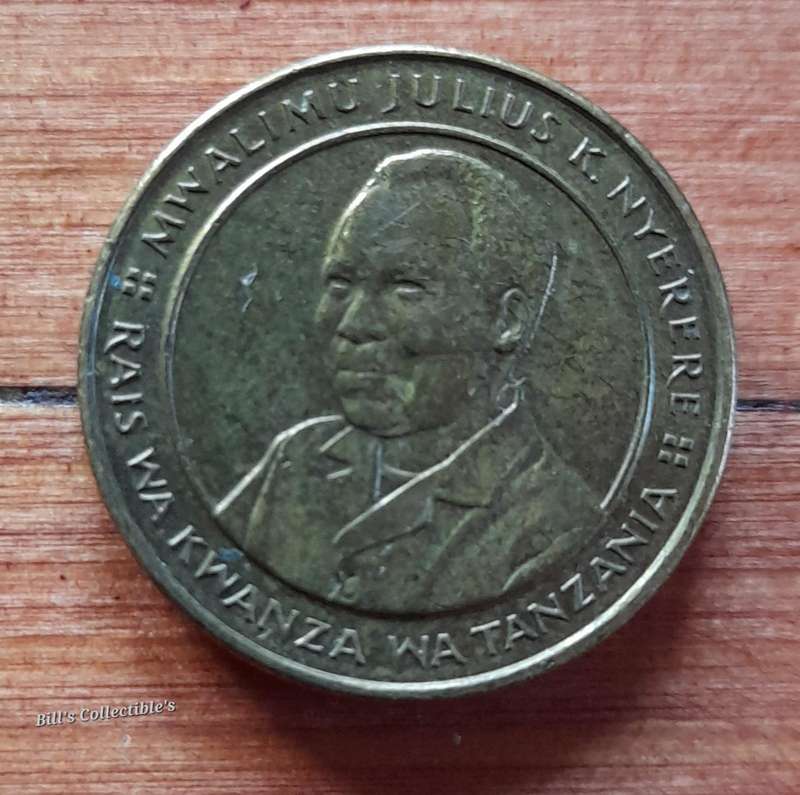 MWALIMU JULIUS K. NYERERE
RAIS WA KWANZA WA TANZANIA
Bill's Collectible's